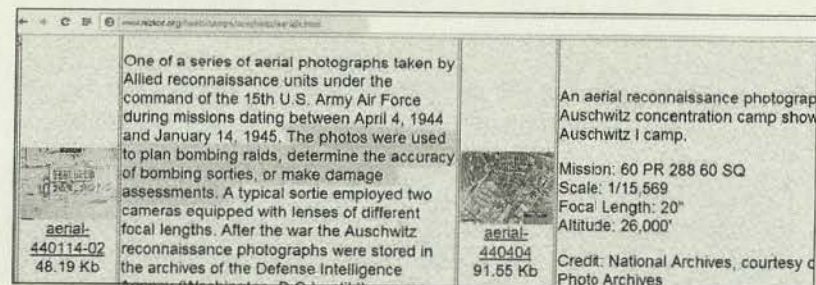 www.nizkor.org
One of a series of aerial photographs taken by
Allied reconnaissance units under the
command of the 15th U.S. Army Air Force
during missions dating between April 4, 1944
and January 14, 1945. The photos were used
to plan bombing raids, determine the accuracy
of bombing sorties, or make damage
assessments. A typical sortie employed two
cameras equipped with lenses of different
focal lengths. After the war the Auschwitz
reconnaissance photographs were stored in
the archives of the Defense Intelligence
aerial-
440114-02
48.19 Kb
An aerial reconnaissance photograp
Auschwitz concentration camp show
Auschwitz I camp.
Mission: 60 PR 288 60 SQ
Scale: 1/15,569
Focal Length: 20"
Altitude: 26,000'
Credit: National Archives, courtesy o
Photo Archives
aerial-
440404
91.55 Kb